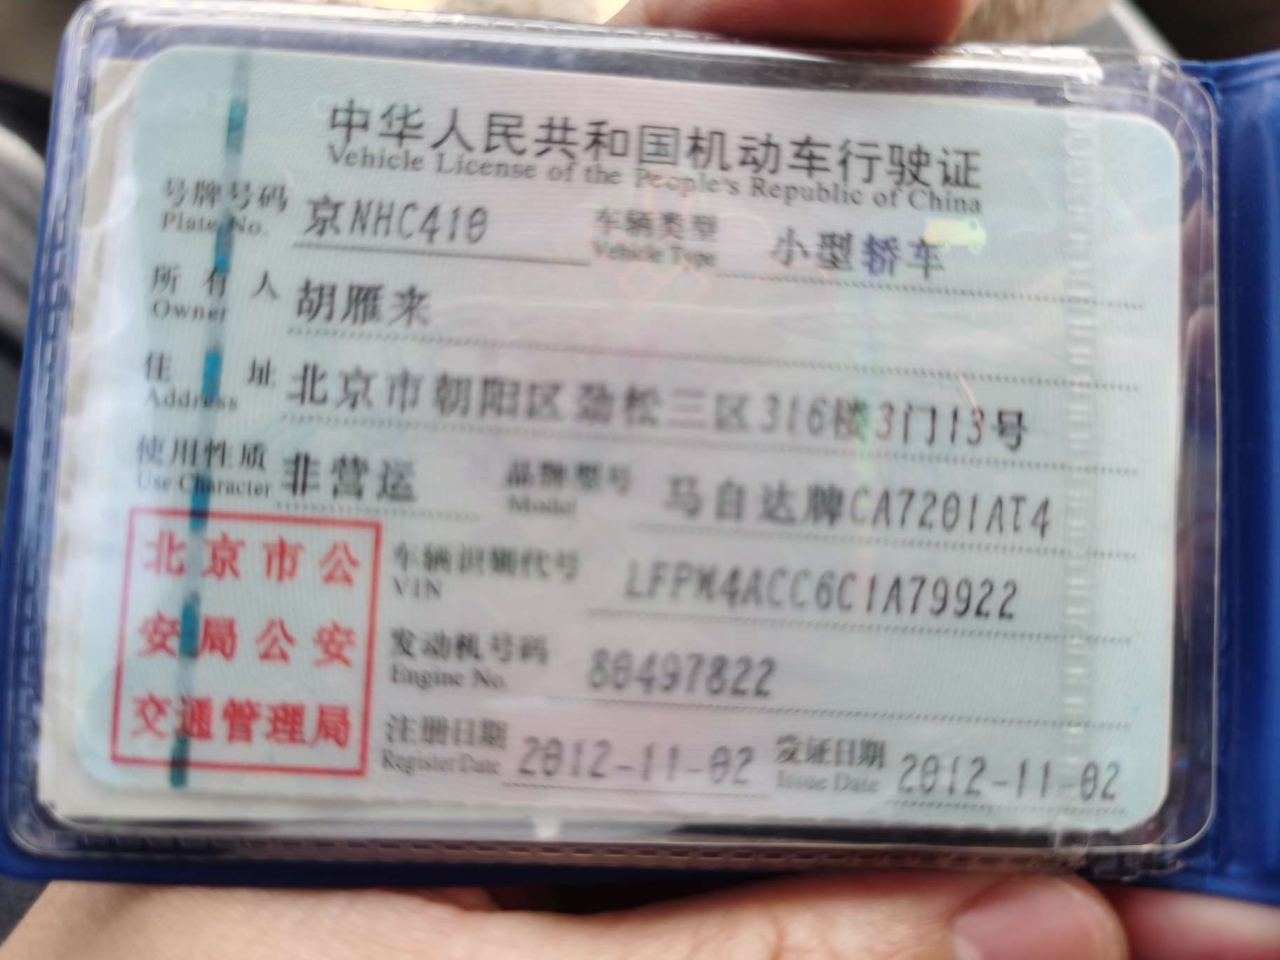 中华人民共和国机动车行驶证
Vehicle License of the People's Republic of China
号牌号码 京NHC410 车辆类型 小型轿车
Plate No. Vehicle Type
所有人 胡雁来
Owner
住址 北京市朝阳区劲松三区316楼3门13号
Address
使用性质 非营运 品牌型号 马自达牌CA7201AT4
Use Character Model
北京市公
安局公安
交通管理局
车辆识别代号 LFPM4ACC6C1A79922
VIN
发动机号码 80497822
Engine No.
注册日期 2012-11-02 发证日期 2012-11-02
Register Date Issue Date